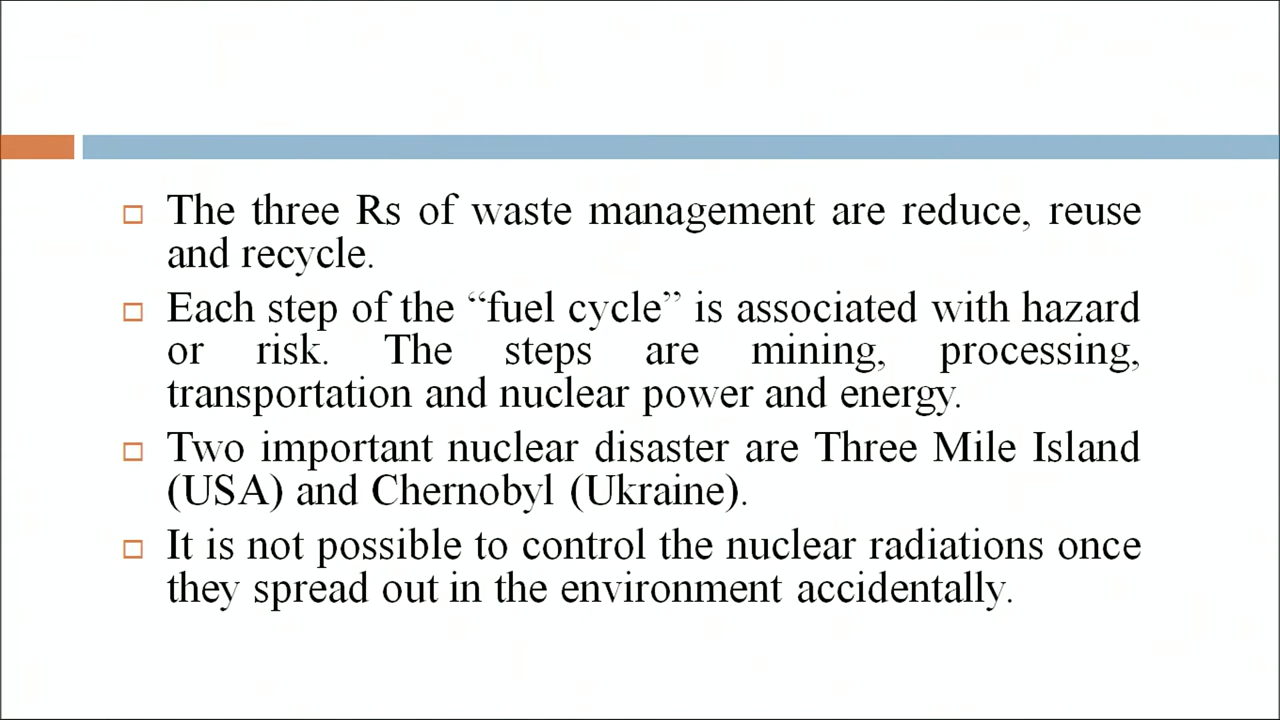 The three Rs of waste management are reduce, reuse
and recycle.
Each step of the “fuel cycle” is associated with hazard
or risk. The steps are mining, processing,
transportation and nuclear power and energy.
Two important nuclear disaster are Three Mile Island
(USA) and Chernobyl (Ukraine).
It is not possible to control the nuclear radiations once
they spread out in the environment accidentally.